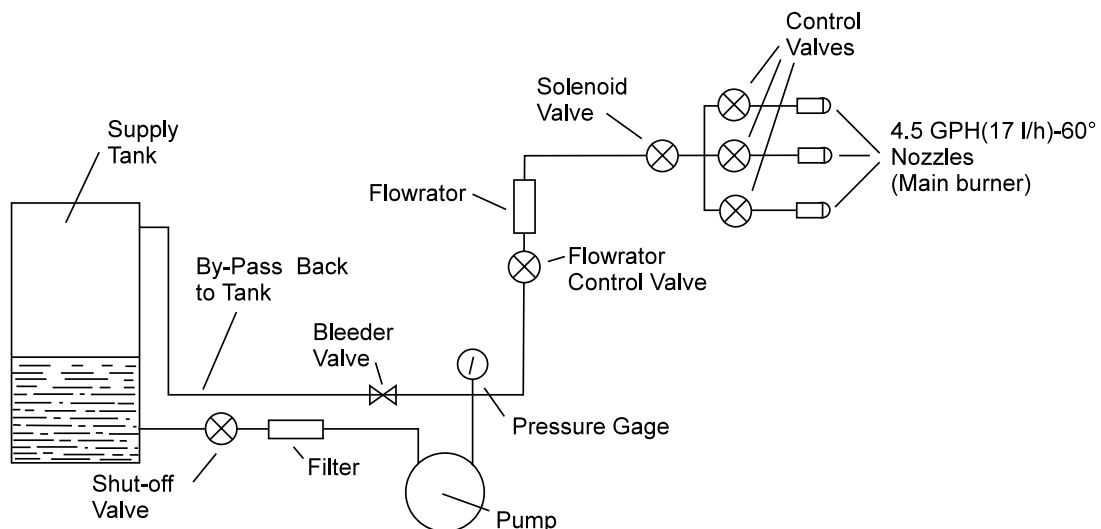 Control
Valves
Solenoid
Valve
Supply
Tank
4.5 GPH(17 l/h)-60°
Nozzles
(Main burner)
Flowrator
By-Pass Back
to Tank
Flowrator
Control Valve
Bleeder
Valve
Pressure Gage
Filter
Shut-off
Valve
Pump